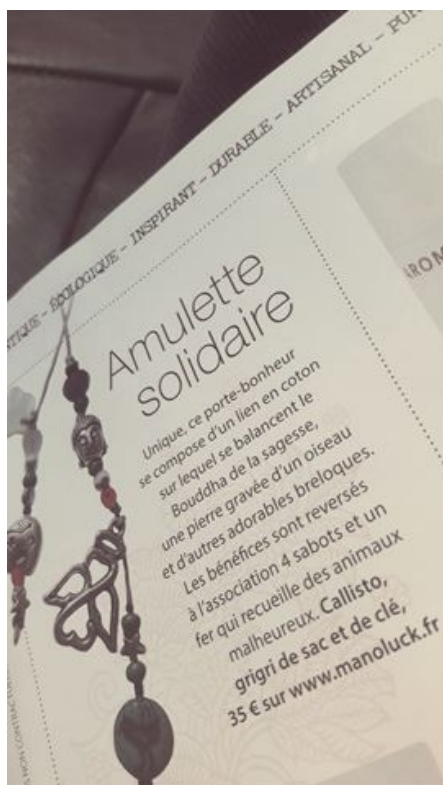 ÉCOLOGIQUE – INSPIRANT – DURABLE – ARTISANAL –
Amulette
solidaire
Unique, ce porte-bonheur
se compose d'un lien en coton
sur lequel se balancent le
Bouddha de la sagesse,
une pierre gravée d'un oiseau
et d'autres adorables breloques.
Les bénéfices sont reversés
à l'association 4 sabots et un
fer qui recueille des animaux
malheureux. Callisto,
grigri de sac et de clé,
35 € sur www.manoluck.fr